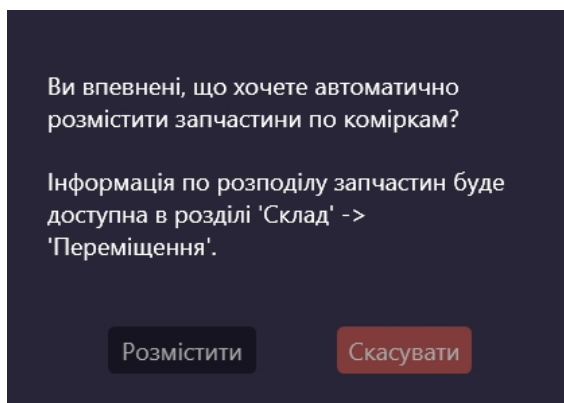 Ви впевнені, що хочете автоматично
розмістити запчастини по коміркам?
Інформація по розподілу запчастин буде
доступна в розділі 'Склад' ->
'Переміщення'.
Розмістити
Скасувати